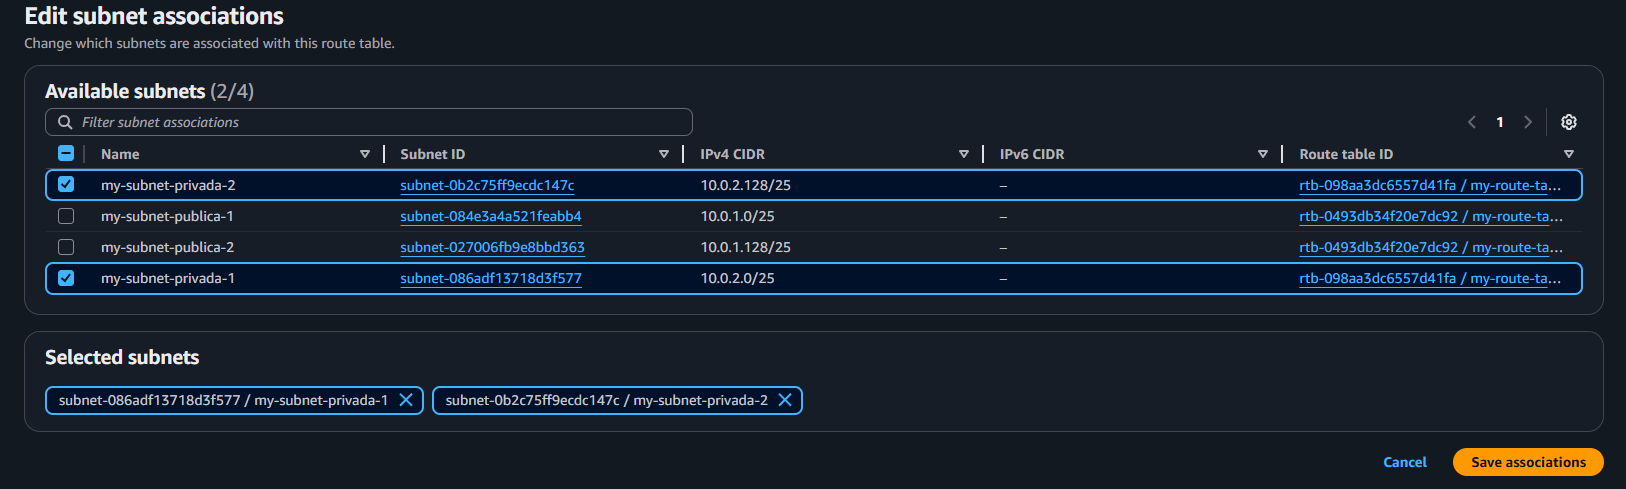 Edit subnet associations
Change which subnets are associated with this route table.
Available subnets (2/4)
Filter subnet associations
1
Name Subnet ID IPv4 CIDR IPv6 CIDR Route table ID
my-subnet-privada-2 subnet-0b2c75ff9ecdc147c 10.0.2.128/25 – rtb-098aa3dc6557d41fa / my-route-ta...
my-subnet-publica-1 subnet-084e3a4a521feabb4 10.0.1.0/25 – rtb-0493db34f20e7dc92 / my-route-ta...
my-subnet-publica-2 subnet-027006fb9e8bbd363 10.0.1.128/25 – rtb-0493db34f20e7dc92 / my-route-ta...
my-subnet-privada-1 subnet-086adf13718d3f577 10.0.2.0/25 – rtb-098aa3dc6557d41fa / my-route-ta...
Selected subnets
subnet-086adf13718d3f577 / my-subnet-privada-1 subnet-0b2c75ff9ecdc147c / my-subnet-privada-2
Cancel Save associations